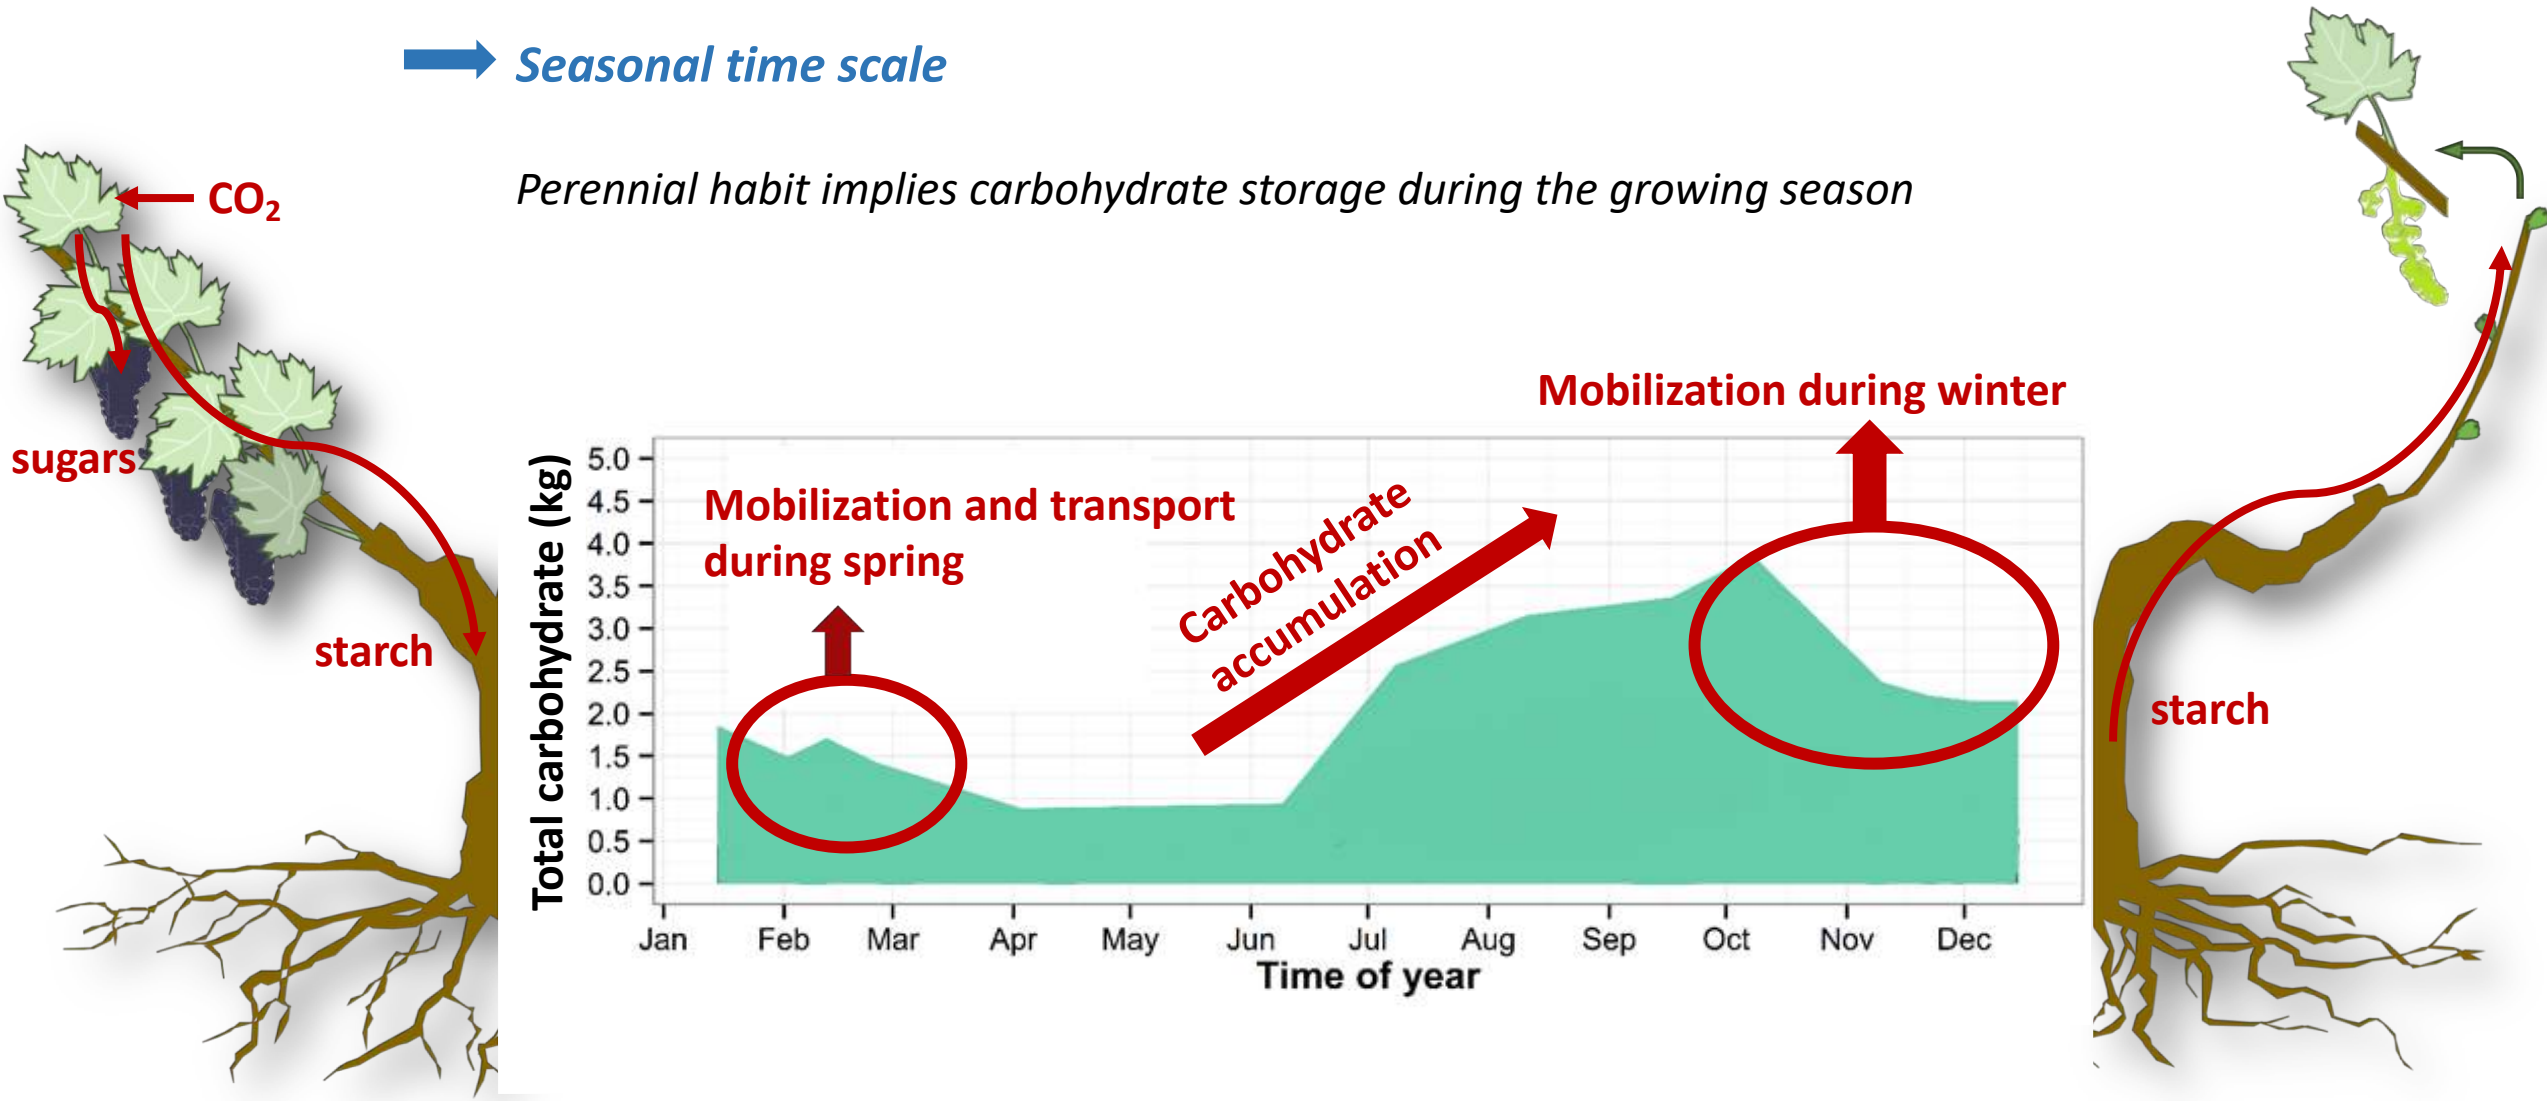 Seasonal time scale
Perennial habit implies carbohydrate storage during the growing season
CO₂
sugars
starch
Mobilization during winter
Mobilization and transport
during spring
Carbohydrate
accumulation
Total carbohydrate (kg)
5.0
4.5
4.0
3.5
3.0
2.5
2.0
1.5
1.0
0.5
0.0
Jan Feb Mar Apr May Jun Jul Aug Sep Oct Nov Dec
Time of year
starch